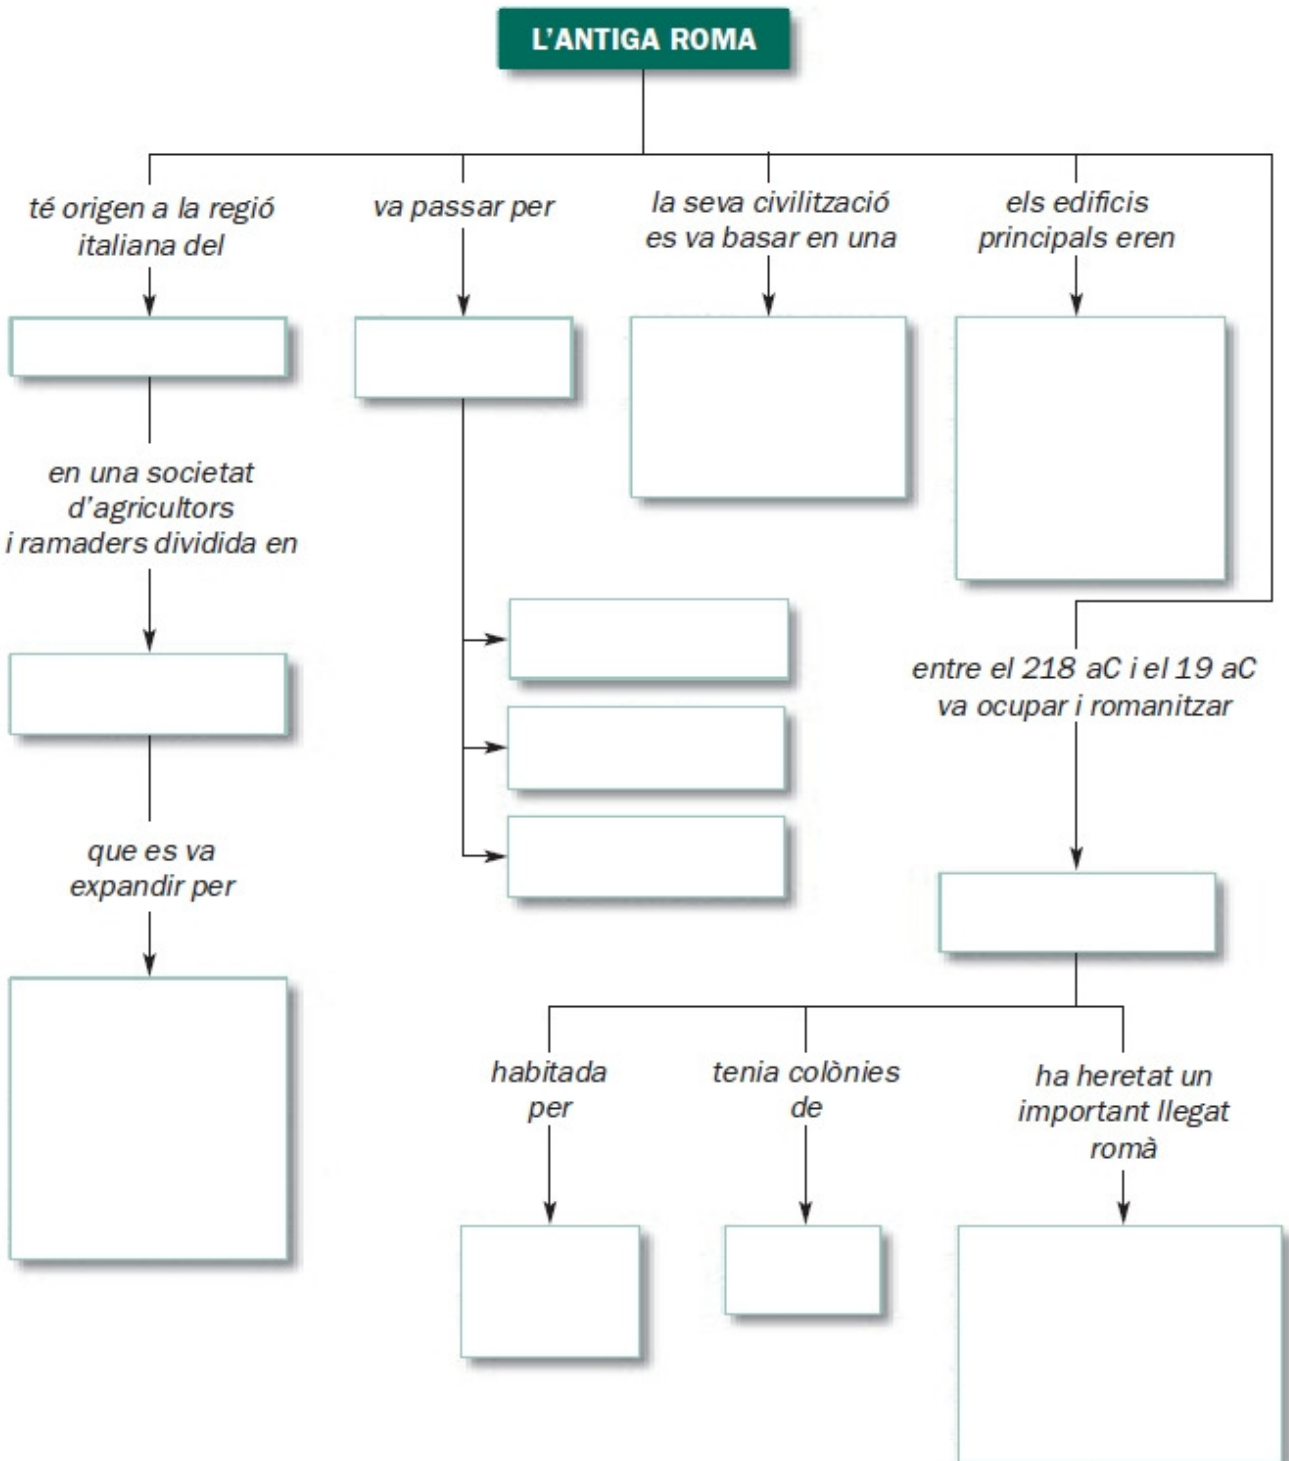 L'ANTIGA ROMA
té origen a la regió
italiana del
va passar per
la seva civilització
es va basar en una
els edificis
principals eren
en una societat
d'agricultors
i ramaders dividida en
entre el 218 aC i el 19 aC
va ocupar i romanitzar
que es va
expandir per
habitada
per
tenia colònies
de
ha heretat un
important llegat
romà